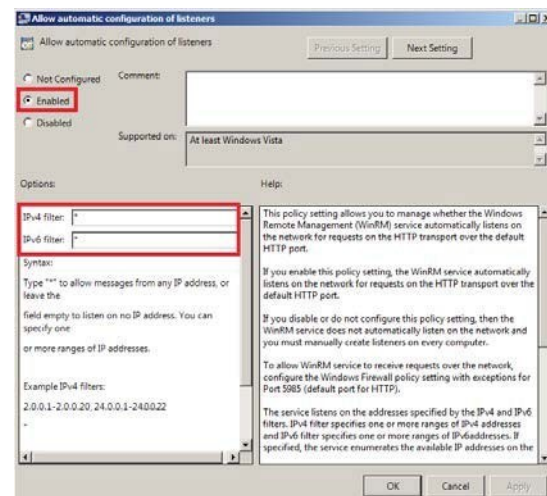 Allow automatic configuration of listeners
Allow automatic configuration of listeners
Previous Setting
Next Setting
Not Configured
Comment:
Enabled
Disabled
Supported on:
At least Windows Vista
Options:
Help:
IPv4 filter: *
IPv6 filter: *
Syntax:
Type "*" to allow messages from any IP address, or
leave the
field empty to listen on no IP address. You can
specify one
or more ranges of IP addresses.
Example IPv4 filters:
2.0.0.1-2.0.0.20, 24.0.0.1-24.0.0.22
This policy setting allows you to manage whether the Windows
Remote Management (WinRM) service automatically listens on
the network for requests on the HTTP transport over the default
HTTP port.
If you enable this policy setting, the WinRM service automatically
listens on the network for requests on the HTTP transport over the
default HTTP port.
If you disable or do not configure this policy setting, then the
WinRM service does not automatically listen on the network and
you must manually create listeners on every computer.
To allow WinRM service to receive requests over the network,
configure the Windows Firewall policy setting with exceptions for
Port 5985 (default port for HTTP).
The service listens on the addresses specified by the IPv4 and IPv6
filters. IPv4 filter specifies one or more ranges of IPv4 addresses
and IPv6 filter specifies one or more ranges of IPv6addresses. If
specified, the service enumerates the available IP addresses on the
OK
Cancel
Apply